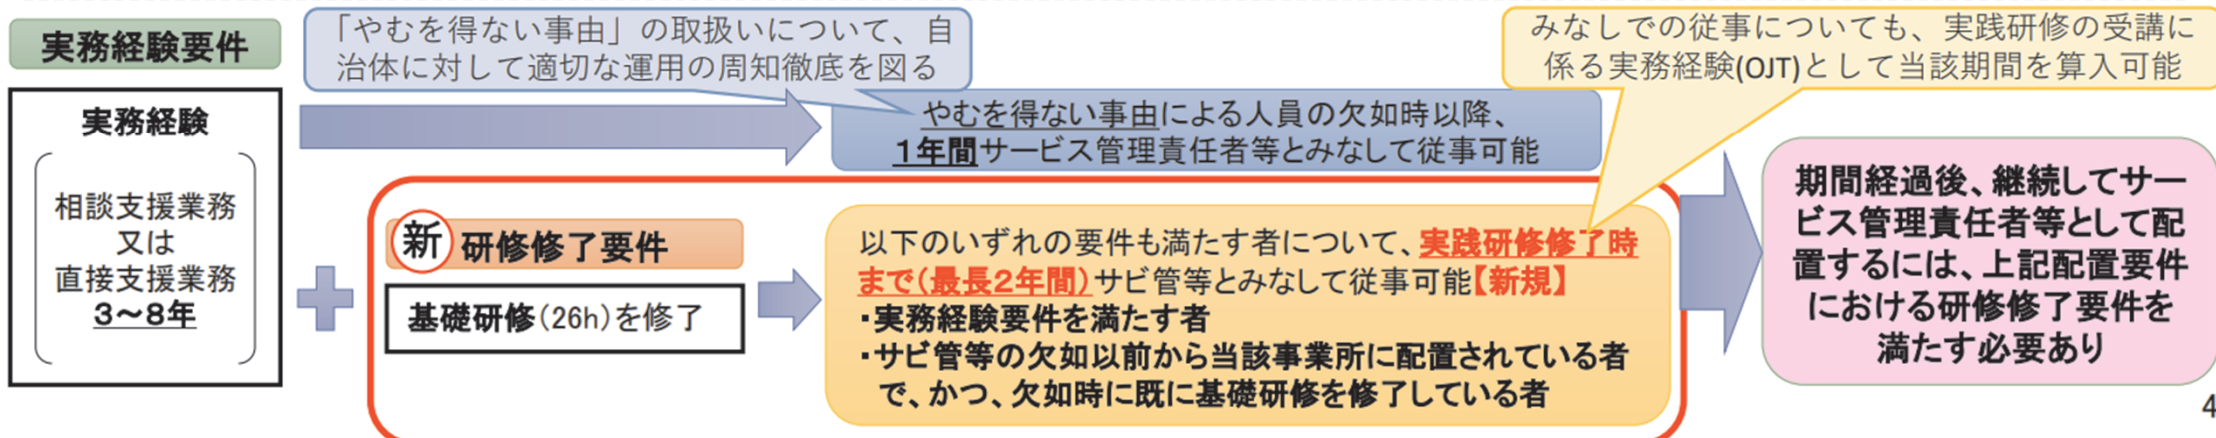 実務経験要件
「やむを得ない事由」の取扱いについて、自
治体に対して適切な運用の周知徹底を図る
みなしでの従事についても、実践研修の受講に
係る実務経験(OJT)として当該期間を算入可能
実務経験
相談支援業務
又は
直接支援業務
3～8年
やむを得ない事由による人員の欠如時以降、
1年間サービス管理責任者等とみなして従事可能
新 研修修了要件
基礎研修（26h）を修了
以下のいずれの要件も満たす者について、実践研修修了時
まで（最長2年間）サビ管等とみなして従事可能【新規】
・実務経験要件を満たす者
・サビ管等の欠如以前から当該事業所に配置されている者
で、かつ、欠如時に既に基礎研修を修了している者
期間経過後、継続してサー
ビス管理責任者等として配
置するには、上記配置要件
における研修修了要件を
満たす必要あり
4